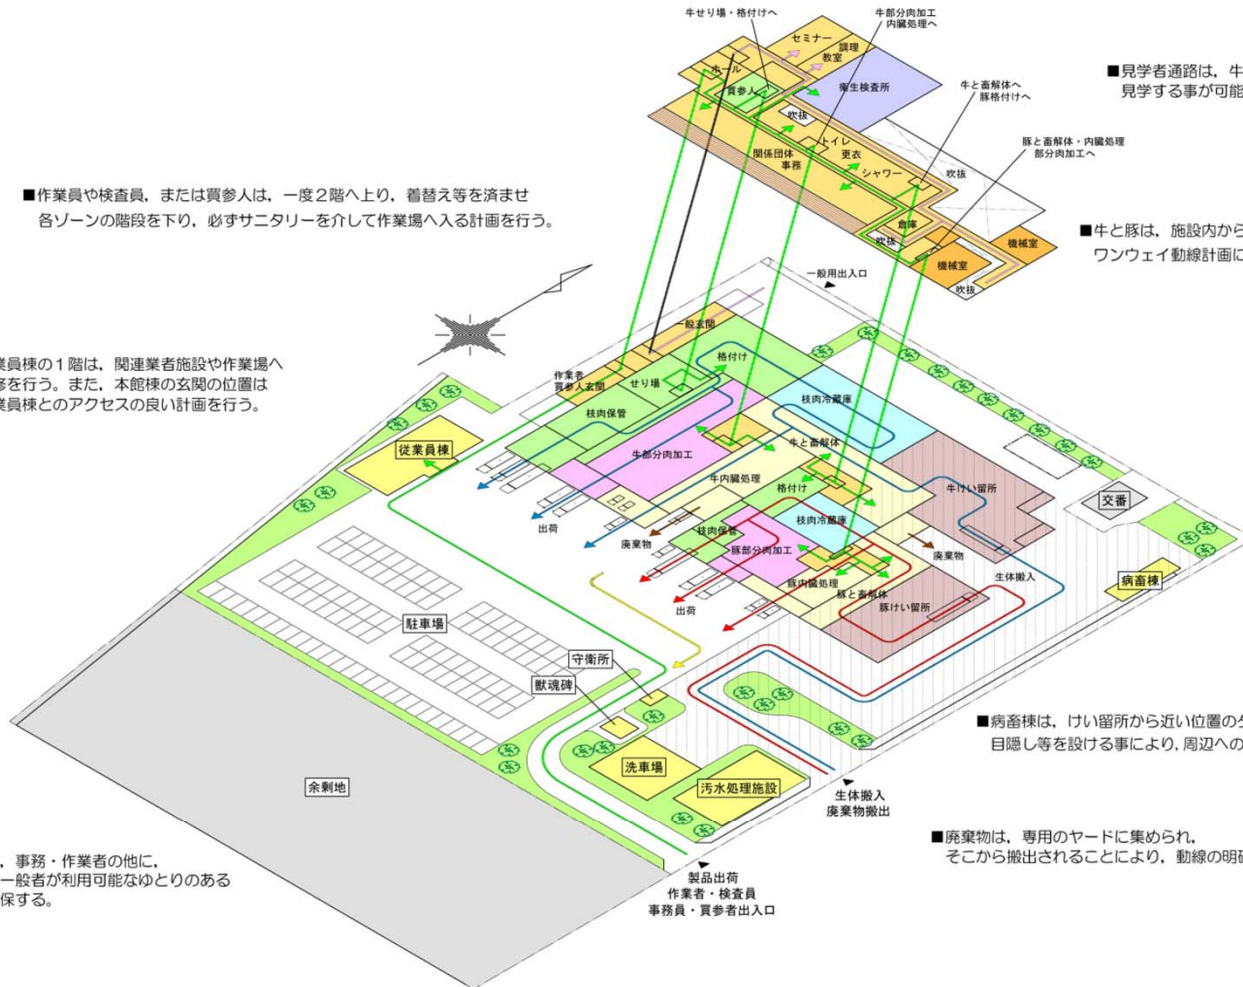 牛せり場・格付けへ
牛部分肉加工
内臓処理へ
セミナー
調理
教室
ホール
買参人
衛生検査所
牛と畜解体へ
豚格付けへ
吹抜
トイレ
更衣
関係団体
事務
シャワー
吹抜
豚と畜解体・内臓処理
部分肉加工へ
倉庫
吹抜
機械室
機械室
吹抜
■見学者通路は，牛
見学する事が可能
■作業員や検査員，または買参人は，一度２階へ上り，着替え等を済ませ
各ゾーンの階段を下り，必ずサニタリーを介して作業場へ入る計画を行う。
■牛と豚は，施設内から
ワンウェイ動線計画に
業員棟の１階は，関連業者施設や作業場へ
を行う。また，本館棟の玄関の位置は
業員棟とのアクセスの良い計画を行う。
一般用出入口
一般玄関
格付け
作業者
買参人玄関
せり場
枝肉保管
枝肉冷蔵庫
従業員棟
牛と畜解体
牛部分肉加工
牛内臓処理
格付け
牛けい留所
交番
出荷
枝肉冷蔵庫
廃棄物
枝肉保管
豚部分肉加工
廃棄物
生体搬入
病畜棟
豚内臓処理
豚と畜解体
出荷
豚けい留所
駐車場
守衛所
獣魂碑
■病畜棟は，けい留所から近い位置の
目隠し等を設ける事により，周辺への
洗車場
汚水処理施設
余剰地
生体搬入
廃棄物搬出
■廃棄物は，専用のヤードに集められ，
そこから搬出されることにより，動線の明
，事務・作業者の他に，
一般者が利用可能なゆとりのある
保する。
製品出荷
作業者・検査員
事務員・買参者出入口